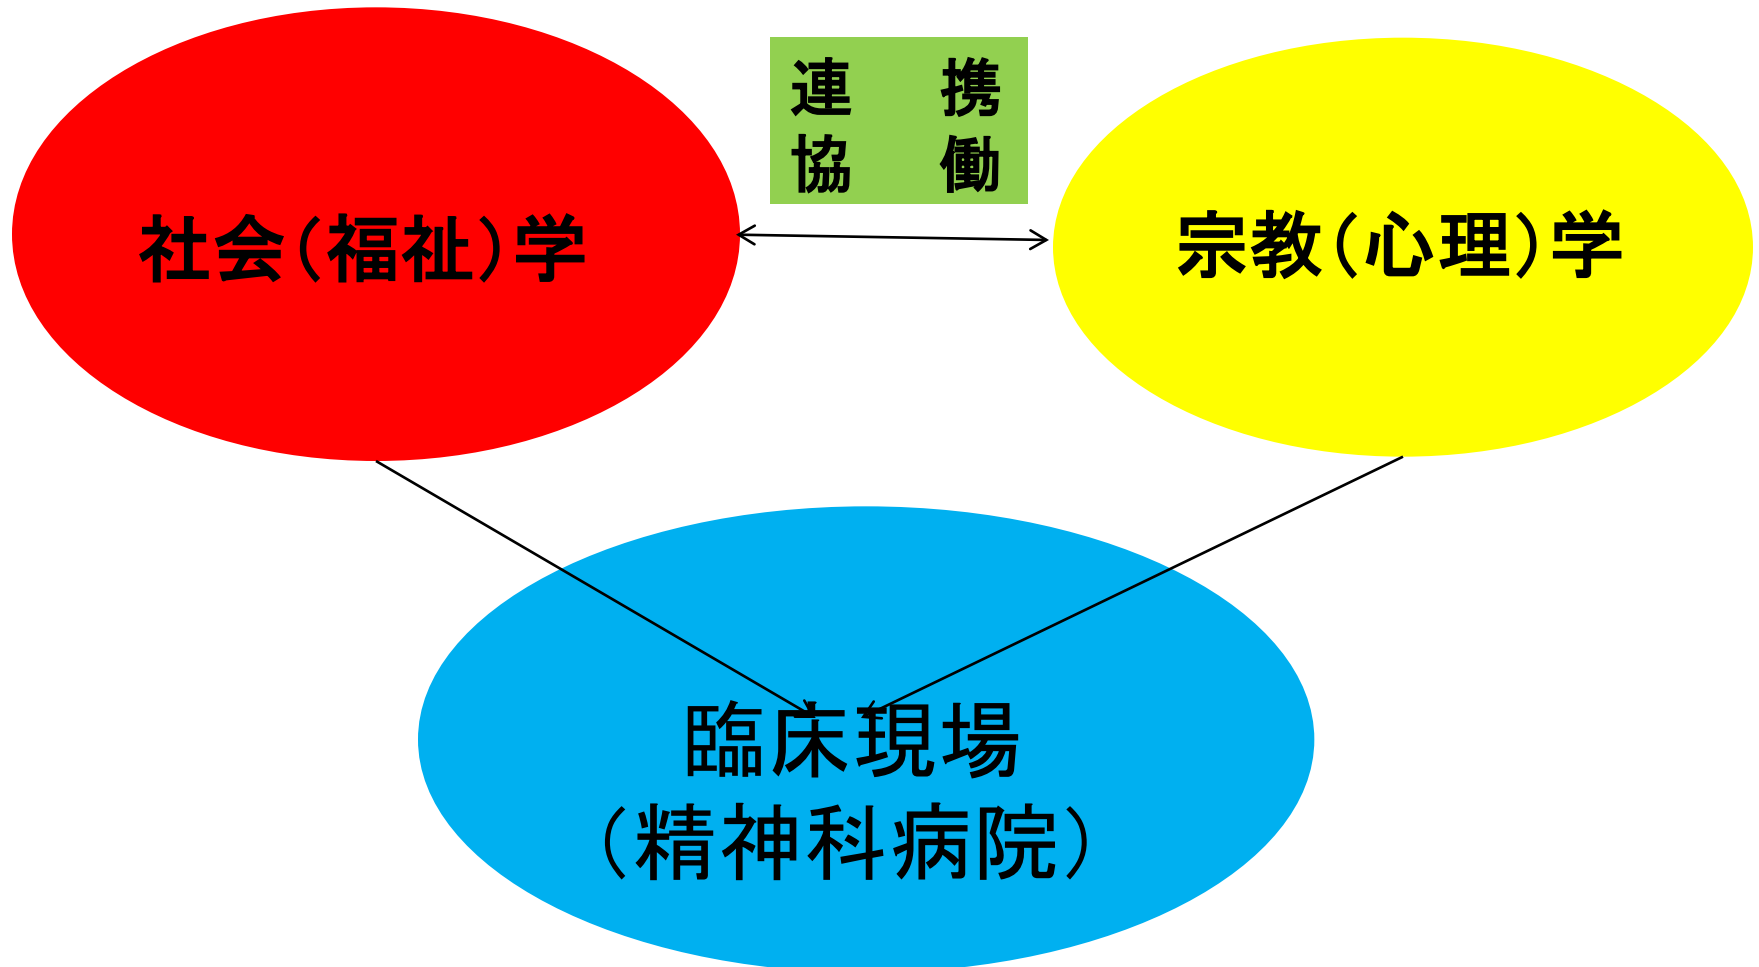 連　携
協　働
社会（福祉）学
宗教（心理）学
臨床現場
（精神科病院）